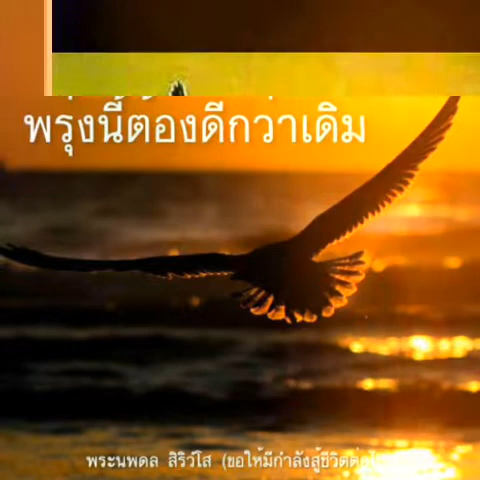 พรุ่งนี้ต้องดีกว่าเดิม
พระนพดล สิริวํโส (ขอให้มีกำลังสู้ชีวิต